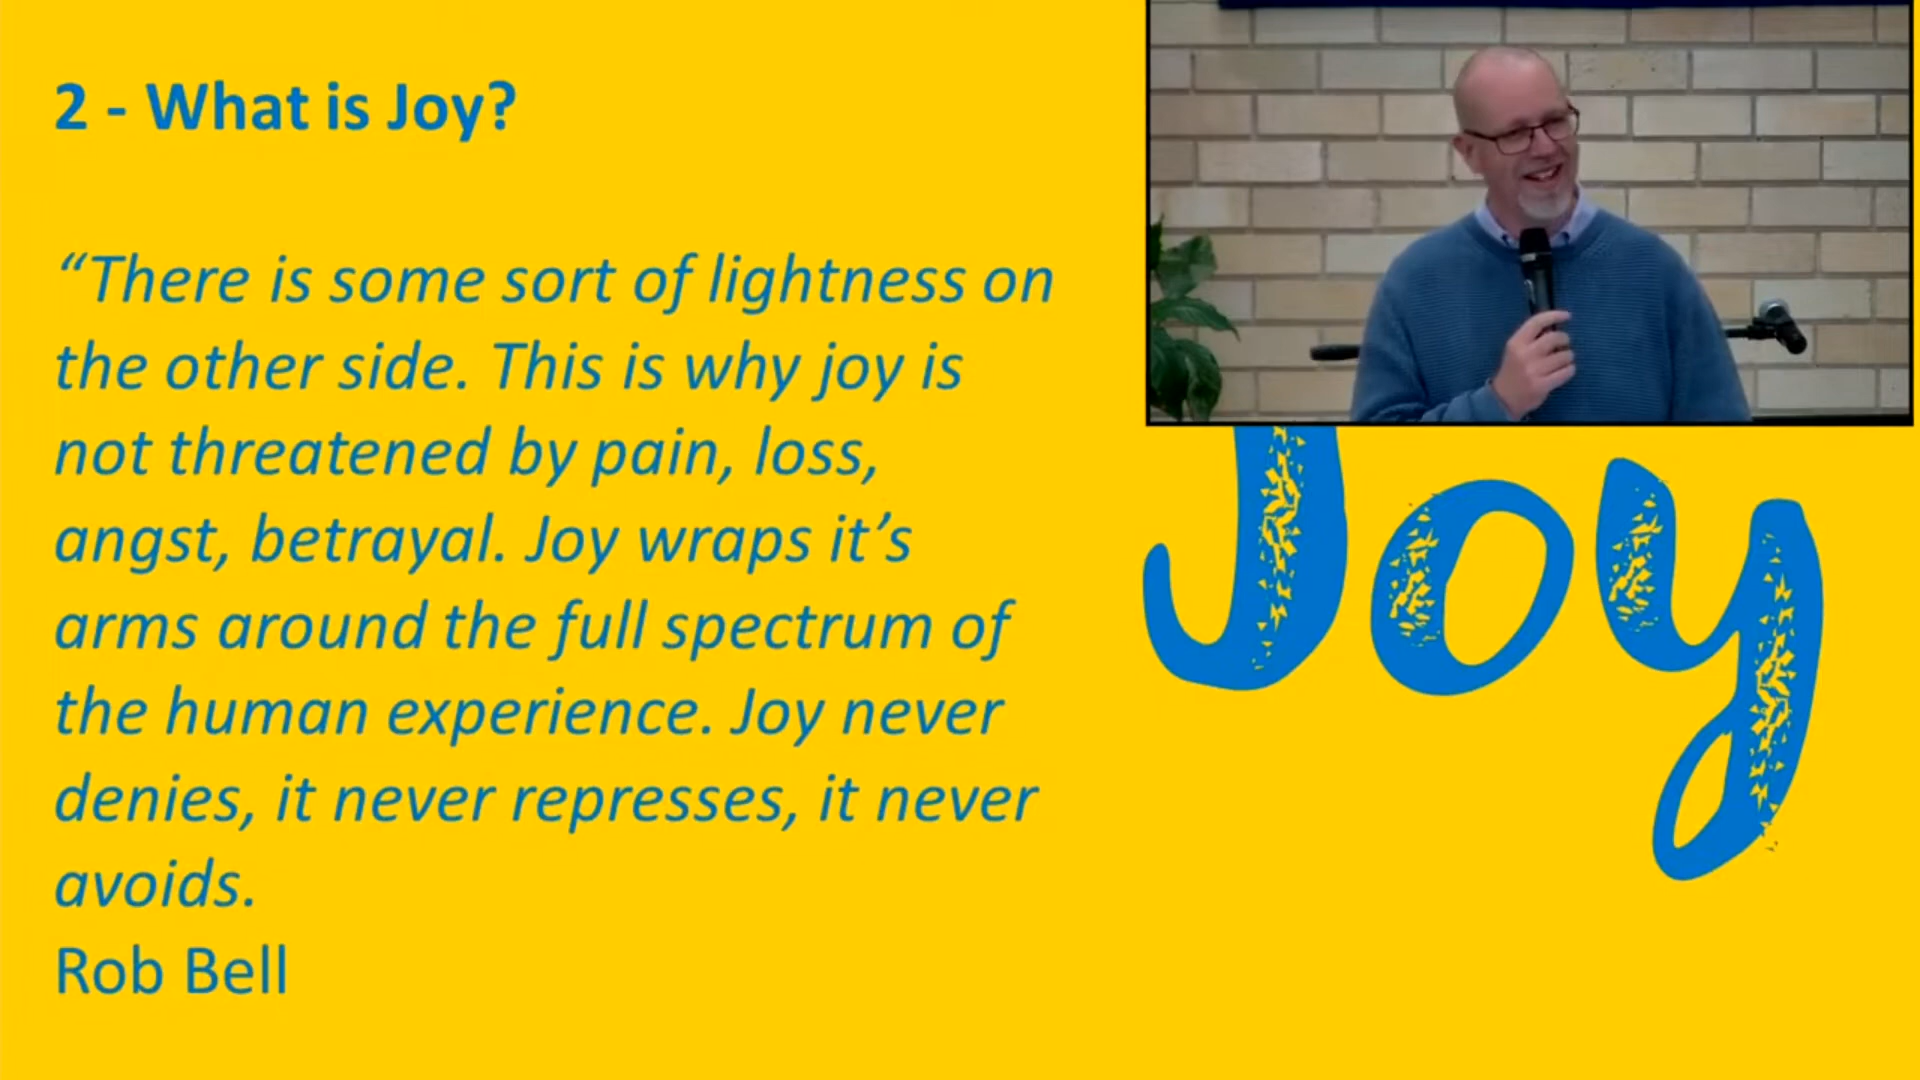 2 - What is Joy?
“There is some sort of lightness on
the other side. This is why joy is
not threatened by pain, loss,
angst, betrayal. Joy wraps it’s
arms around the full spectrum of
the human experience. Joy never
denies, it never represses, it never
avoids.
Rob Bell
Joy